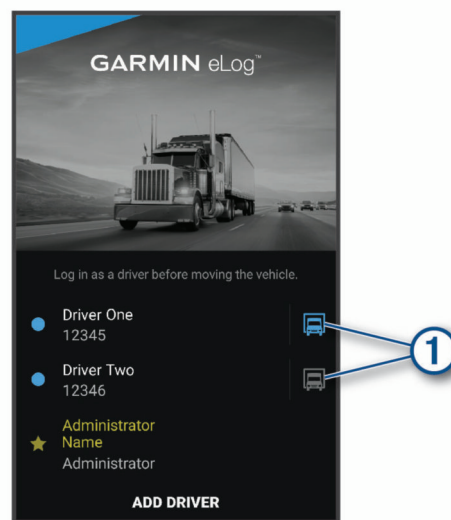 GARMIN eLog™
Log in as a driver before moving the vehicle.
Driver One
12345
1
Driver Two
12346
Administrator
Name
Administrator
ADD DRIVER